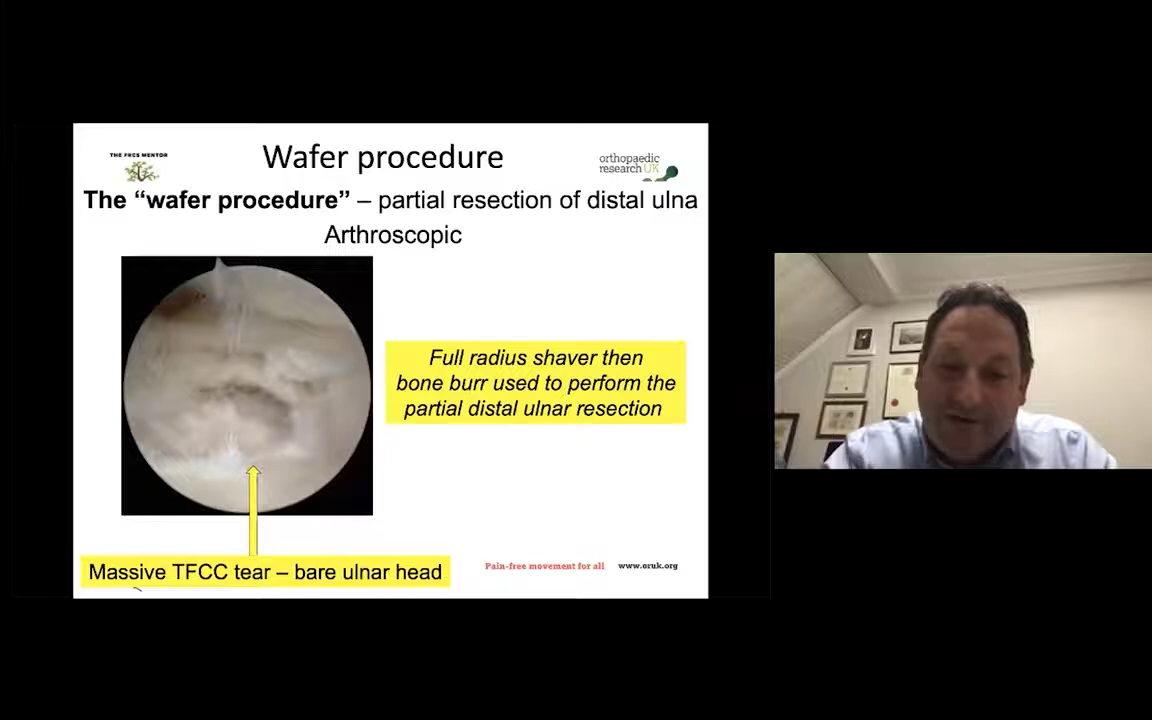 THE FRCS MENTOR
Wafer procedure
orthopaedic
research UK
The “wafer procedure” – partial resection of distal ulna
Arthroscopic
Full radius shaver then
bone burr used to perform the
partial distal ulnar resection
Massive TFCC tear – bare ulnar head
Pain-free movement for all www.oruk.org